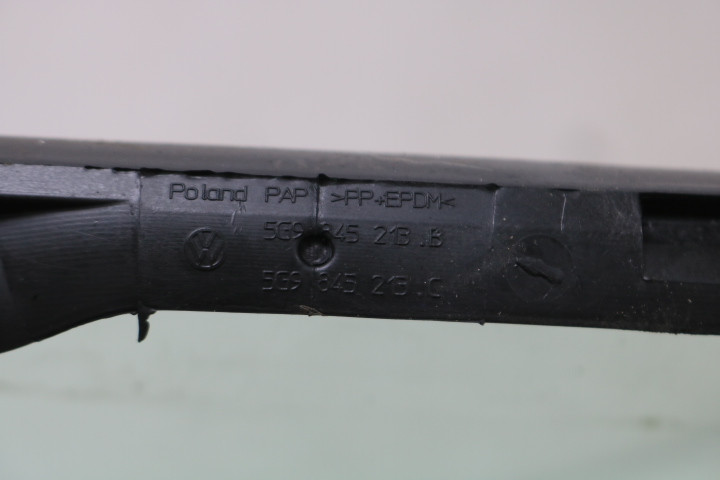 Poland PAP >PP+EPDM<
5G9 845 213 .B
5G9 845 213 .C